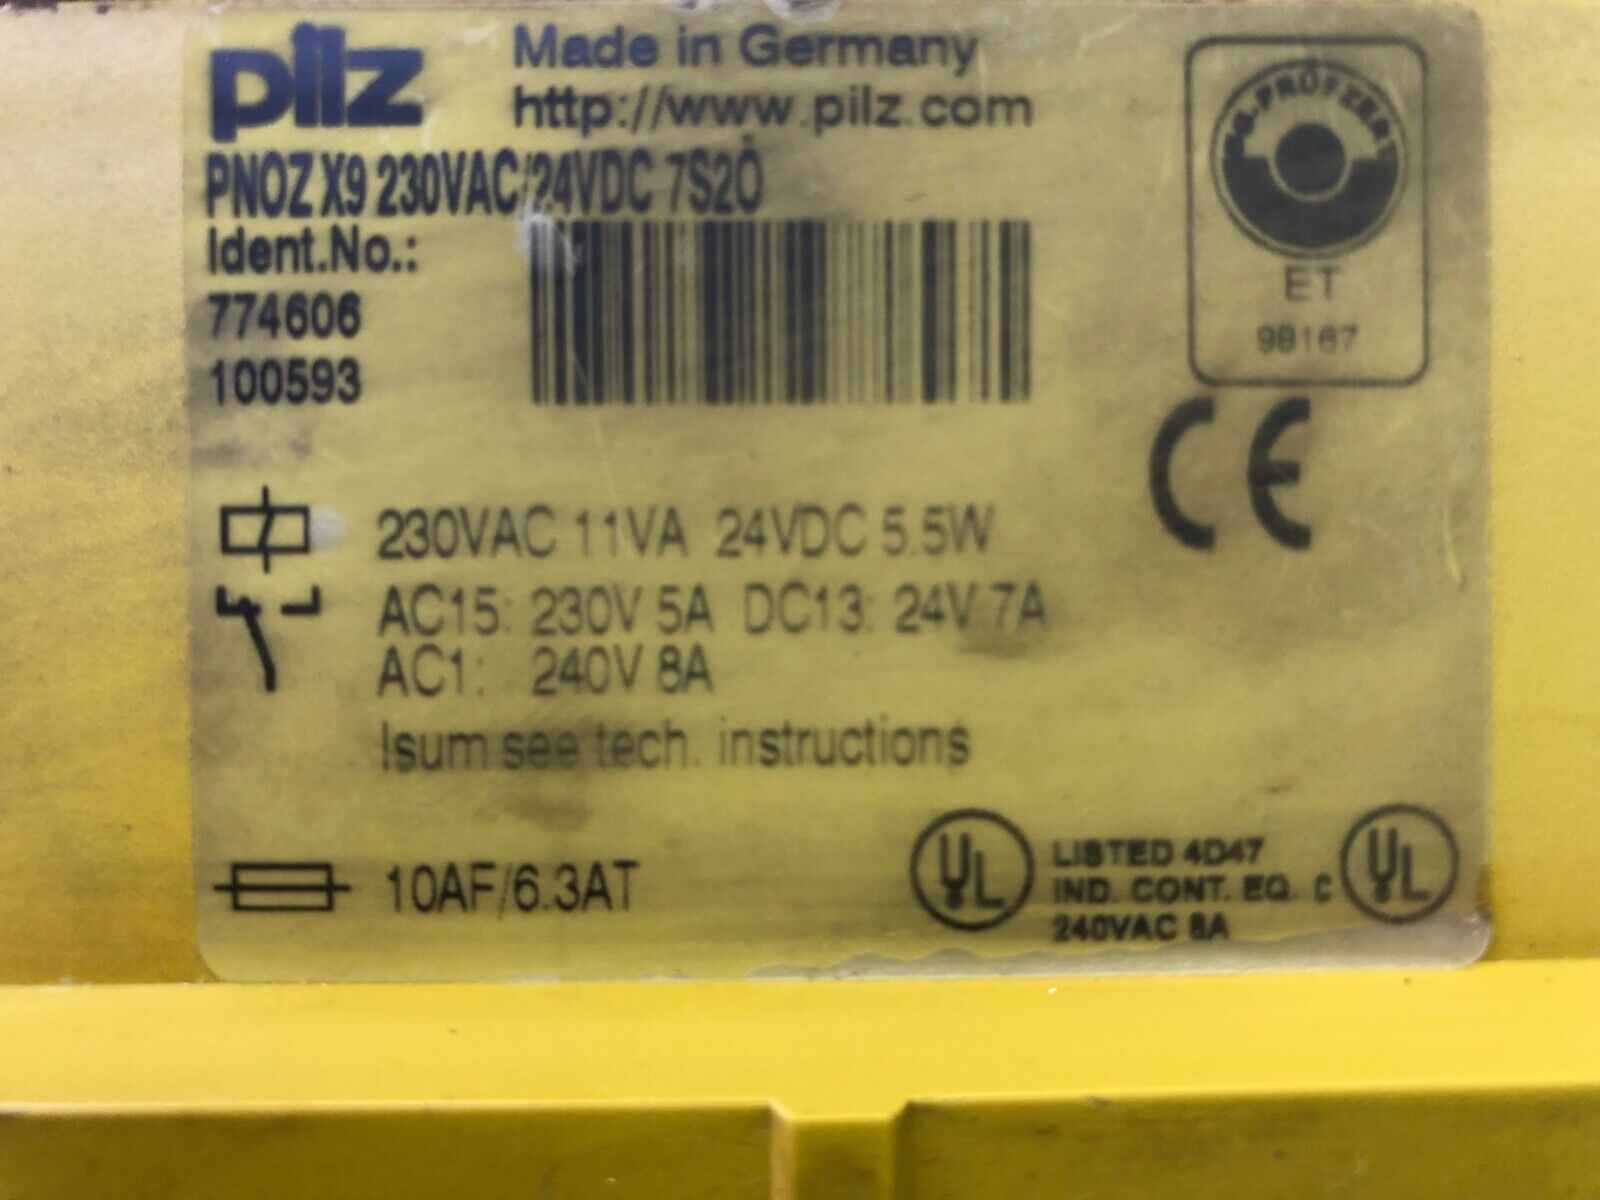 pilz
Made in Germany
http://www.pilz.com
PNOZ X9 230VAC/24VDC 7S2Ö
Ident.No.:
774606
100593
BG-PRÜFZERT
ET
98167
CE
230VAC 11VA 24VDC 5.5W
AC15: 230V 5A DC13: 24V 7A
AC1: 240V 8A
Isum see tech. instructions
10AF/6.3AT
UL
LISTED 4D47
IND. CONT. EQ.
240VAC 8A
C UL